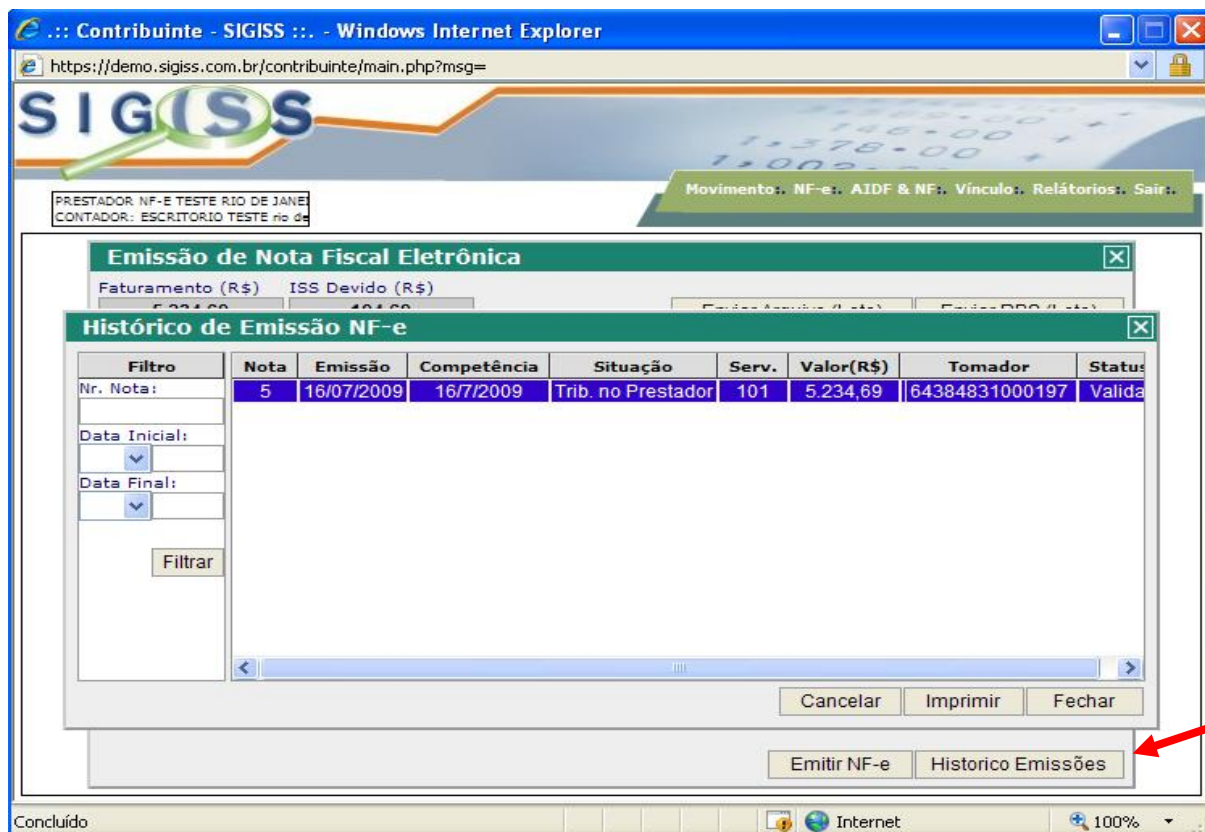 .:: Contribuinte - SIGISS ::. - Windows Internet Explorer
https://demo.sigiss.com.br/contribuinte/main.php?msg=
SIGISS
1.378.00
Movimento:. NF-e:. AIDF & NF:. Vínculo:. Relátorios:. Sair:.
PRESTADOR NF-E TESTE RIO DE JANEI
CONTADOR: ESCRITORIO TESTE rio de
Emissão de Nota Fiscal Eletrônica
Faturamento (R$) ISS Devido (R$)
Histórico de Emissão NF-e
Filtro Nota Emissão Competência Situação Serv. Valor(R$) Tomador Status
Nr. Nota: 5 16/07/2009 16/7/2009 Trib. no Prestador 101 5.234,69 64384831000197 Valida
Data Inicial:
Data Final:
Filtrar
Cancelar Imprimir Fechar
Emitir NF-e Historico Emissões
Concluído Internet 100%